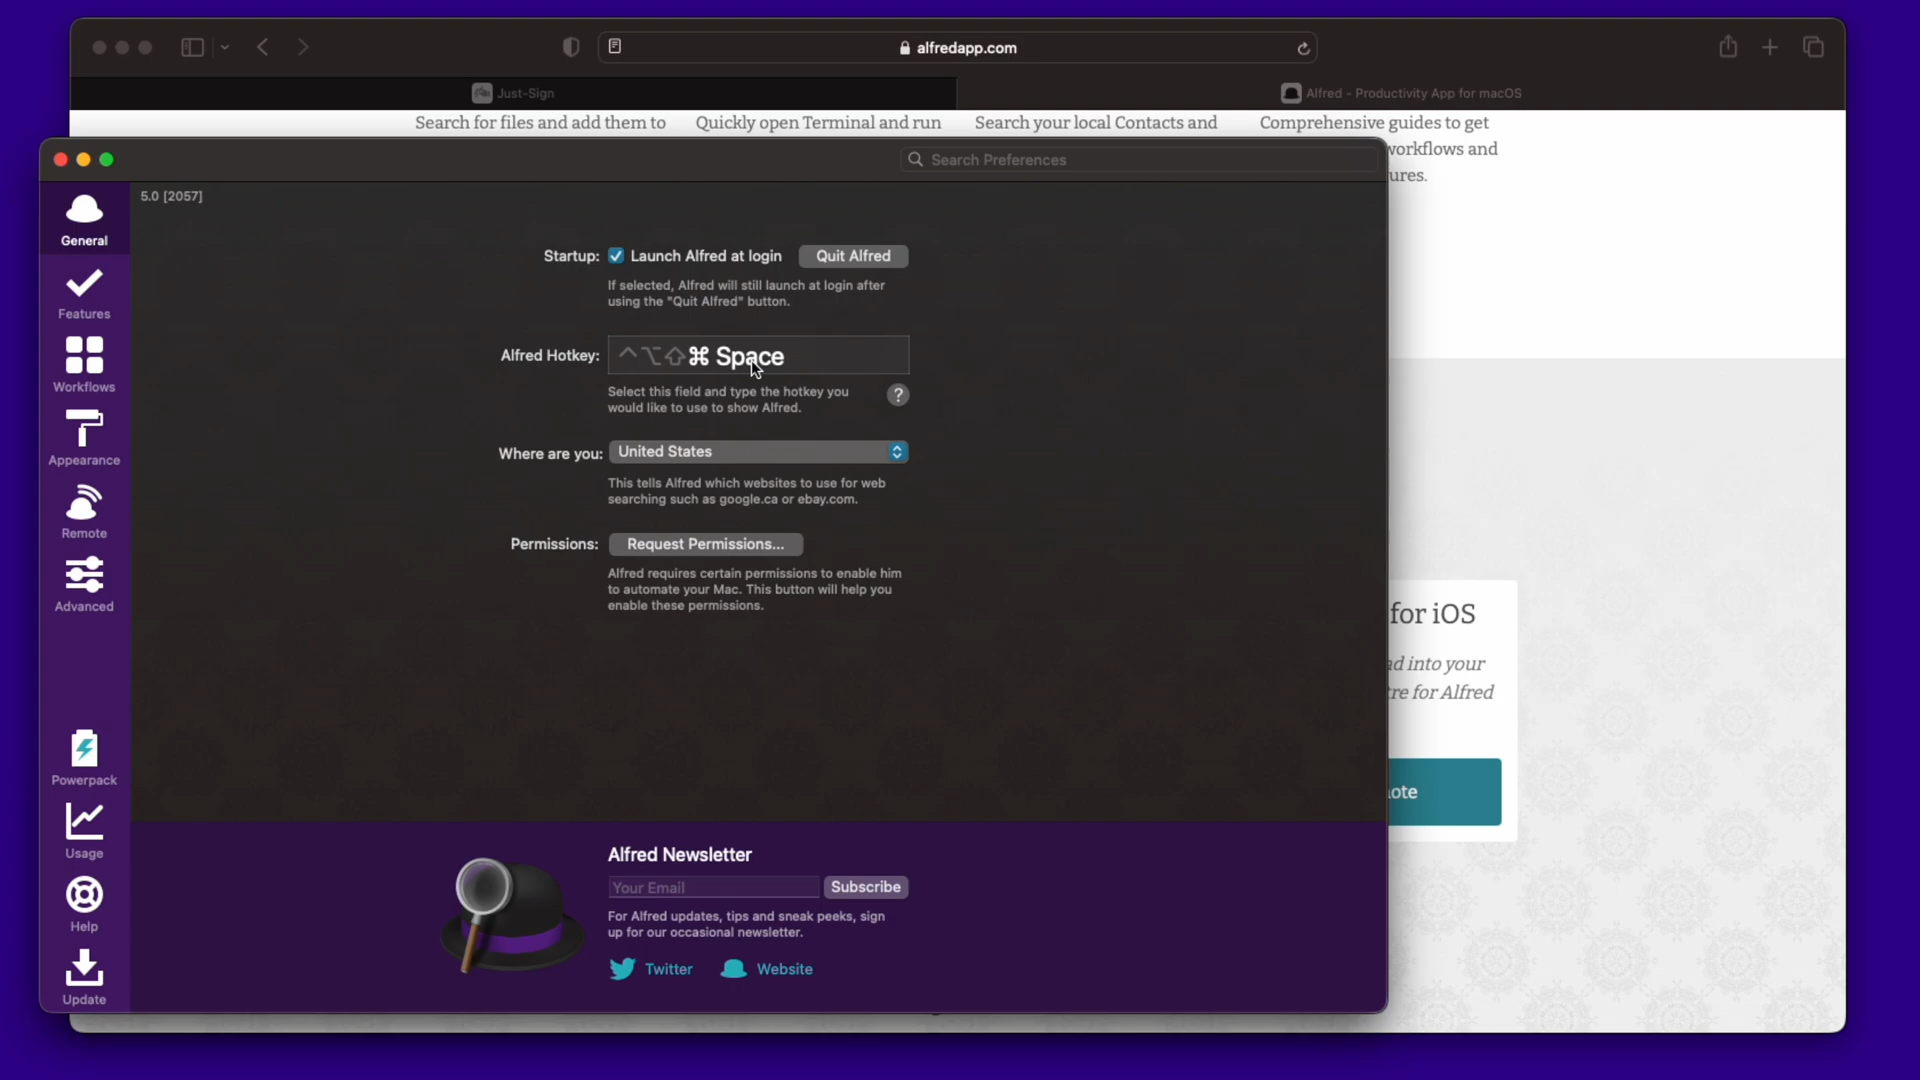 alfredapp.com
Just-Sign
Alfred - Productivity App for macOS
Search for files and add them to
Quickly open Terminal and run
Search your local Contacts and
Comprehensive guides to get
workflows and
ures.
Search Preferences
5.0 [2057]
General
Features
Workflows
Appearance
Remote
Advanced
Powerpack
Usage
Help
Update
Startup:
Launch Alfred at login
Quit Alfred
If selected, Alfred will still launch at login after
using the "Quit Alfred" button.
Alfred Hotkey:
^⌥⇧⌘ Space
Select this field and type the hotkey you
would like to use to show Alfred.
?
Where are you:
United States
This tells Alfred which websites to use for web
searching such as google.ca or ebay.com.
Permissions:
Request Permissions...
Alfred requires certain permissions to enable him
to automate your Mac. This button will help you
enable these permissions.
for iOS
ad into your
tre for Alfred
ote
Alfred Newsletter
Your Email
Subscribe
For Alfred updates, tips and sneak peeks, sign
up for our occasional newsletter.
Twitter
Website